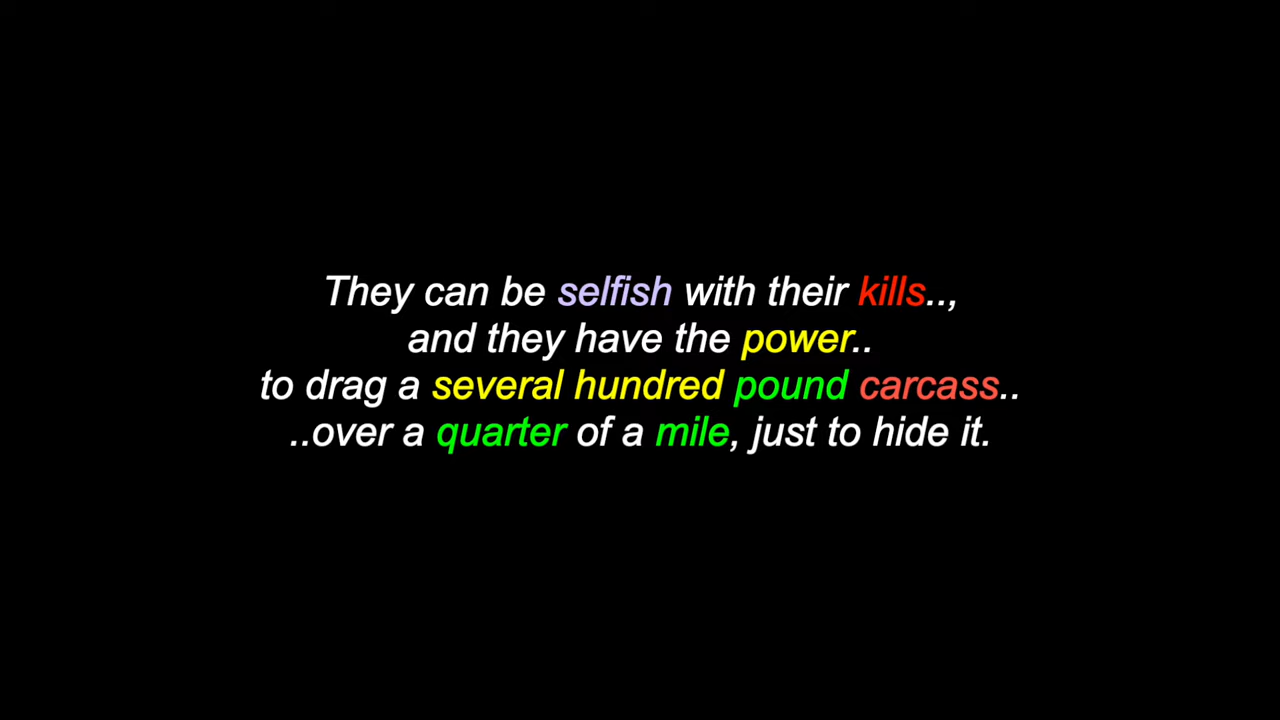 They can be selfish with their kills..,
and they have the power..
to drag a several hundred pound carcass..
..over a quarter of a mile, just to hide it.